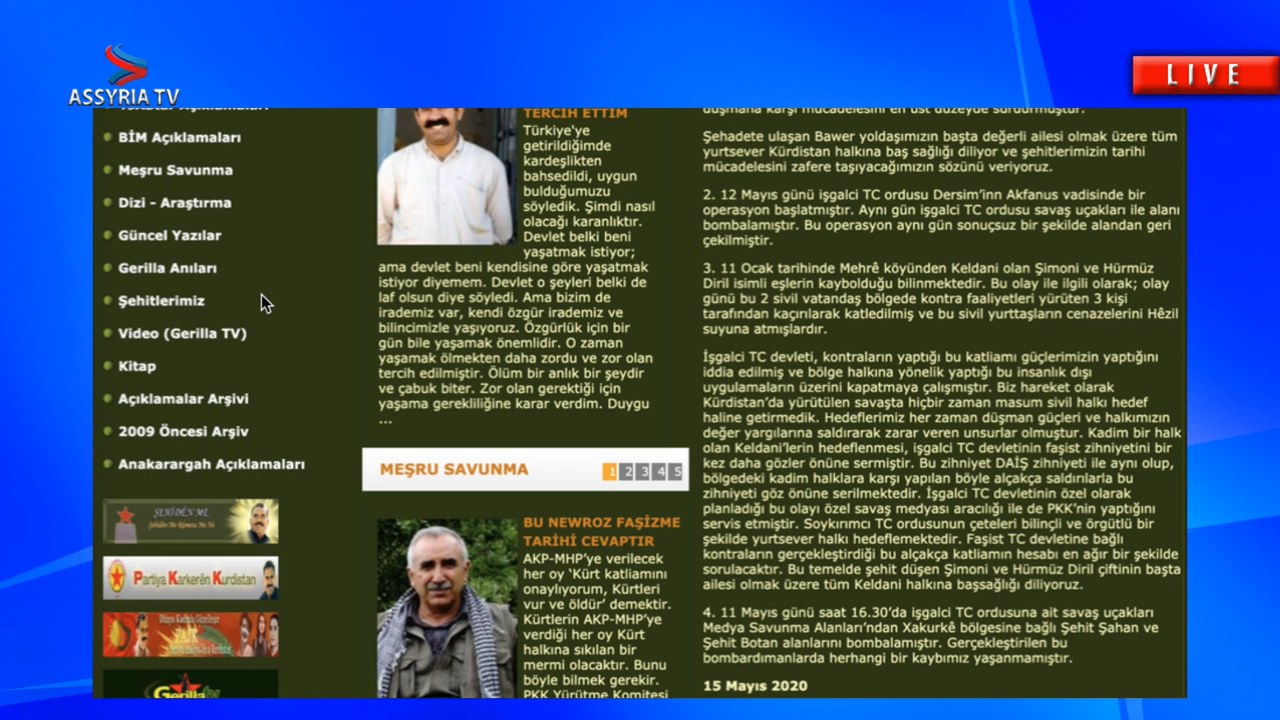 ASSYRIA TV
LIVE
BİM Açıklamaları
Meşru Savunma
Dizi - Araştırma
Güncel Yazılar
Gerilla Anıları
Şehitlerimiz
Video (Gerilla TV)
Kitap
Açıklamalar Arşivi
2009 Öncesi Arşiv
Anakarargah Açıklamaları
ŞEHÎDÊN ME
Partiya Karkerên Kurdistan
TERCİH ETTİM
Türkiye'ye
getirildiğimde
kardeşlikten
bahsedildi, uygun
bulduğumuzu
söyledik. Şimdi nasıl
olacağı karanlıktır.
Devlet belki beni
yaşatmak istiyor;
ama devlet beni kendisine göre yaşatmak
istiyor diyemem. Devlet o şeyleri belki de
laf olsun diye söyledi. Ama bizim de
irademiz var, kendi özgür irademiz ve
bilincimizle yaşıyoruz. Özgürlük için bir
gün bile yaşamak önemlidir. O zaman
yaşamak ölmekten daha zordu ve zor olan
tercih edilmiştir. Ölüm bir anlık bir şeydir
ve çabuk biter. Zor olan gerektiği için
yaşama gerekliliğine karar verdim. Duygu
...
MEŞRU SAVUNMA
1 2 3 4 5
BU NEWROZ FAŞİZME
TARİHİ CEVAPTIR
AKP-MHP’ye verilecek
her oy ‘Kürt katliamını
onaylıyorum, Kürtleri
vur ve öldür’ demektir.
Kürtlerin AKP-MHP’ye
verdiği her oy Kürt
halkına sıkılan bir
mermi olacaktır. Bunu
böyle bilmek gerekir.
PKK Yürütme Komitesi
düşmana karşı mücadelesini en üst düzeyde sürdürmüştür.
Şehadete ulaşan Bawer yoldaşımızın başta değerli ailesi olmak üzere tüm
yurtsever Kürdistan halkına baş sağlığı diliyor ve şehitlerimizin tarihi
mücadelesini zafere taşıyacağımızın sözünü veriyoruz.
2. 12 Mayıs günü işgalci TC ordusu Dersim’inn Akfanus vadisinde bir
operasyon başlatmıştır. Aynı gün işgalci TC ordusu savaş uçakları ile alanı
bombalamıştır. Bu operasyon aynı gün sonuçsuz bir şekilde alandan geri
çekilmiştir.
3. 11 Ocak tarihinde Mehrê köyünden Keldani olan Şimoni ve Hürmüz
Diril isimli eşlerin kaybolduğu bilinmektedir. Bu olay ile ilgili olarak; olay
günü bu 2 sivil vatandaş bölgede kontra faaliyetleri yürüten 3 kişi
tarafından kaçırılarak katledilmiş ve bu sivil yurttaşların cenazelerini Hêzil
suyuna atmışlardır.
İşgalci TC devleti, kontraların yaptığı bu katliamı güçlerimizin yaptığını
iddia edilmiş ve bölge halkına yönelik yaptığı bu insanlık dışı
uygulamaların üzerini kapatmaya çalışmıştır. Biz hareket olarak
Kürdistan’da yürütülen savaşta hiçbir zaman masum sivil halkı hedef
haline getirmedik. Hedeflerimiz her zaman düşman güçleri ve halkımızın
değer yargılarına saldırarak zarar veren unsurlar olmuştur. Kadim bir halk
olan Keldani’lerin hedeflenmesi, işgalci TC devletinin faşist zihniyetini bir
kez daha gözler önüne sermiştir. Bu zihniyet DAİŞ zihniyeti ile aynı olup,
bölgedeki kadim halklara karşı yapılan böyle alçakça saldırılarla bu
zihniyeti göz önüne serilmektedir. İşgalci TC devletinin özel olarak
planladığı bu olayı özel savaş medyası aracılığı ile de PKK’nin yaptığını
servis etmiştir. Soykırımcı TC ordusunun çeteleri bilinçli ve örgütlü bir
şekilde yurtsever halkı hedeflemektedir. Faşist TC devletine bağlı
kontraların gerçekleştirdiği bu alçakça katliamın hesabı en ağır bir şekilde
sorulacaktır. Bu temelde şehit düşen Şimoni ve Hürmüz Diril çiftinin başta
ailesi olmak üzere tüm Keldani halkına başsağlığı diliyoruz.
4. 11 Mayıs günü saat 16.30’da işgalci TC ordusuna ait savaş uçakları
Medya Savunma Alanları’ndan Xakurkê bölgesine bağlı Şehit Şahan ve
Şehit Botan alanlarını bombalamıştır. Gerçekleştirilen bu
bombardımanlarda herhangi bir kaybımız yaşanmamıştır.
15 Mayıs 2020